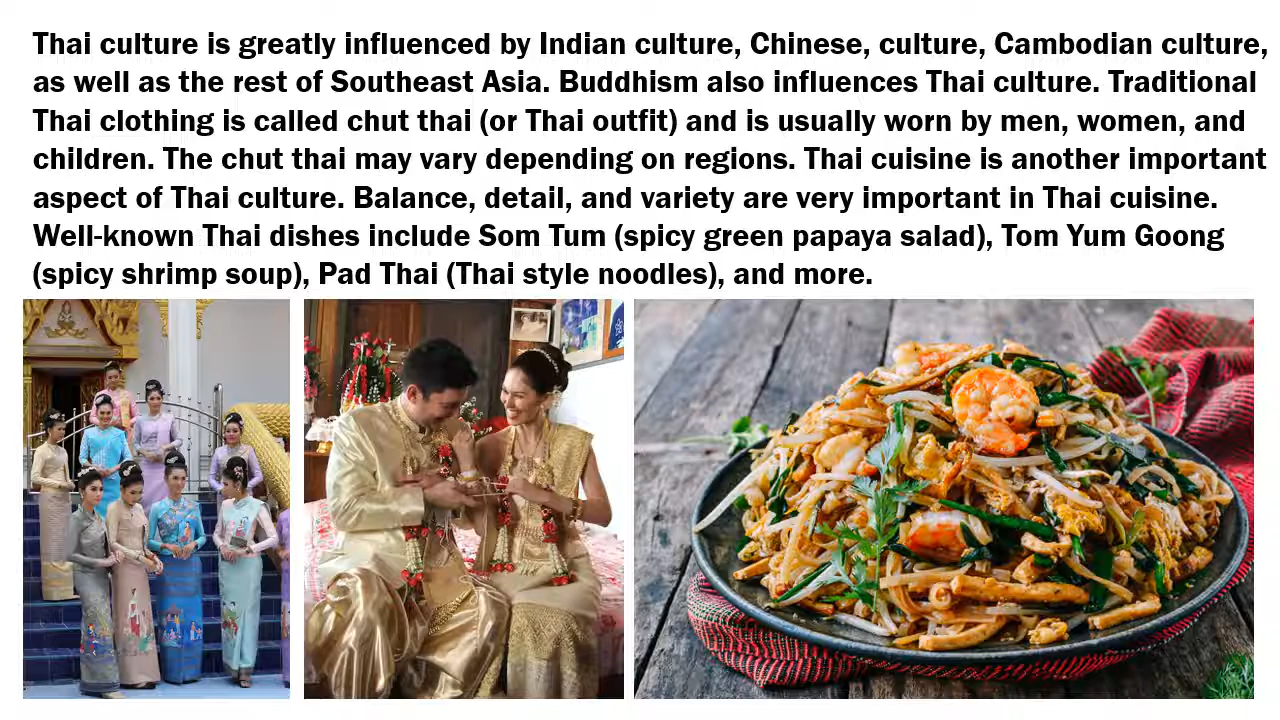 Thai culture is greatly influenced by Indian culture, Chinese, culture, Cambodian culture,
as well as the rest of Southeast Asia. Buddhism also influences Thai culture. Traditional
Thai clothing is called chut thai (or Thai outfit) and is usually worn by men, women, and
children. The chut thai may vary depending on regions. Thai cuisine is another important
aspect of Thai culture. Balance, detail, and variety are very important in Thai cuisine.
Well-known Thai dishes include Som Tum (spicy green papaya salad), Tom Yum Goong
(spicy shrimp soup), Pad Thai (Thai style noodles), and more.